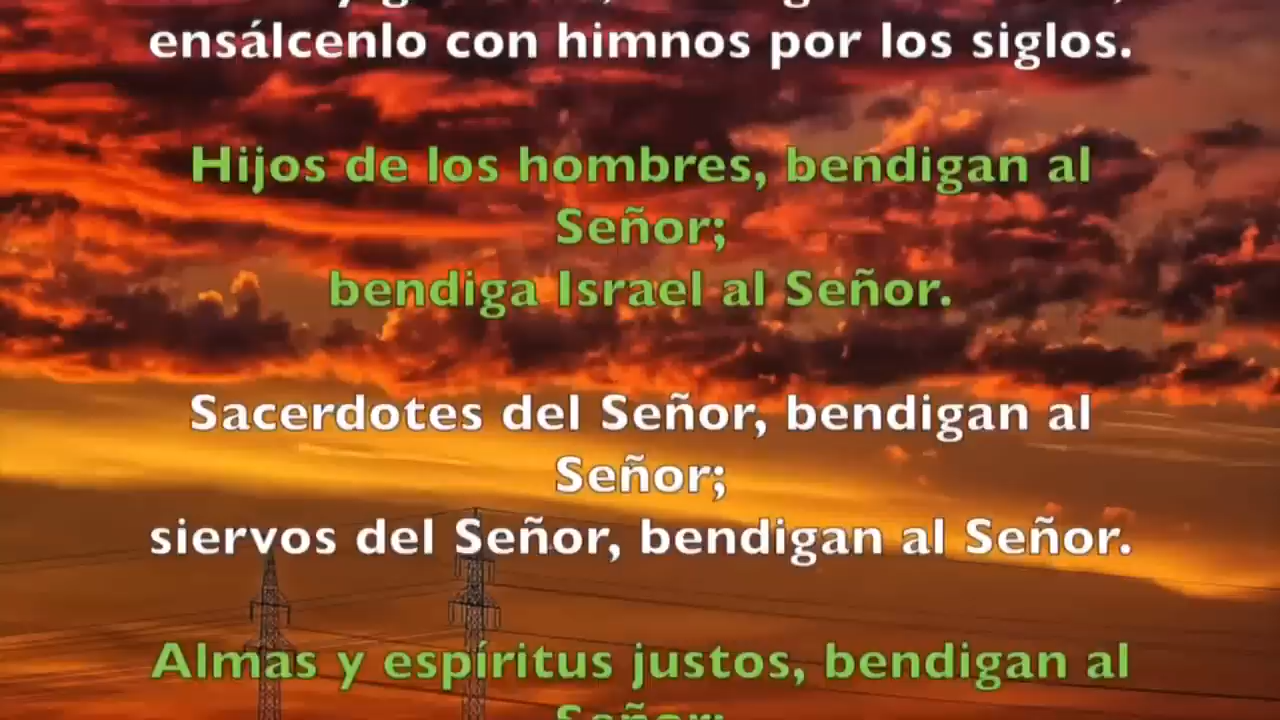 ensálcenlo con himnos por los siglos.
Hijos de los hombres, bendigan al
Señor;
bendiga Israel al Señor.
Sacerdotes del Señor, bendigan al
Señor;
siervos del Señor, bendigan al Señor.
Almas y espíritus justos, bendigan al
Señor;